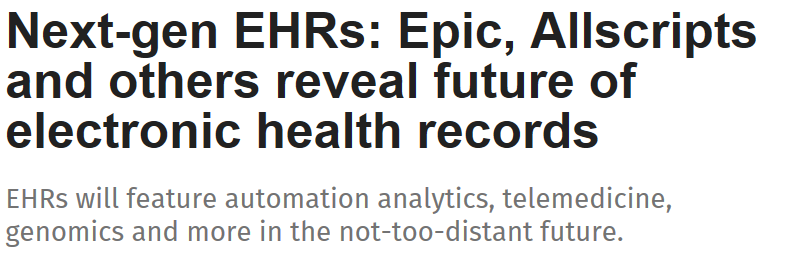 Next-gen EHRs: Epic, Allscripts
and others reveal future of
electronic health records
EHRs will feature automation analytics, telemedicine,
genomics and more in the not-too-distant future.